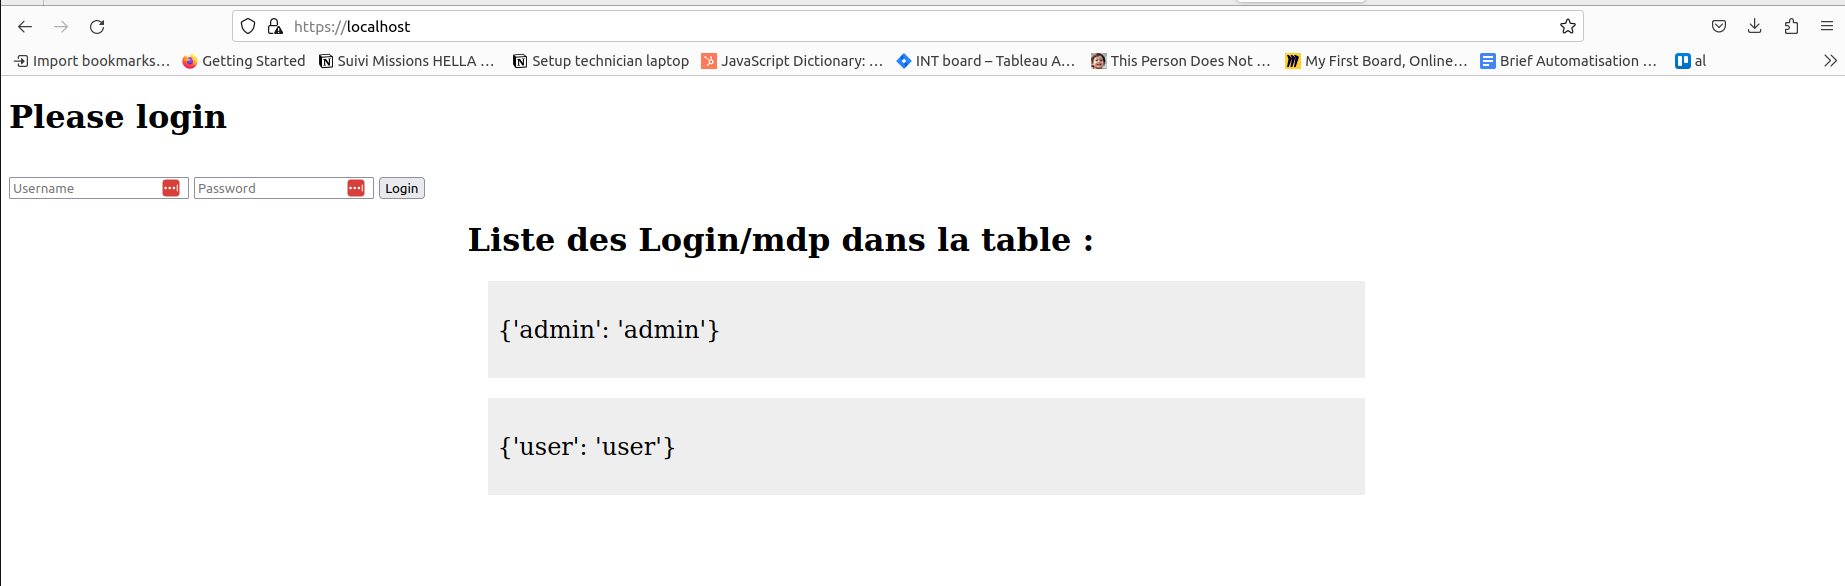 https://localhost
Import bookmarks... Getting Started Suivi Missions HELLA ... Setup technician laptop JavaScript Dictionary: ... INT board – Tableau A... This Person Does Not ... My First Board, Online... Brief Automatisation ... al
Please login
Username Password Login
Liste des Login/mdp dans la table :
{'admin': 'admin'}
{'user': 'user'}